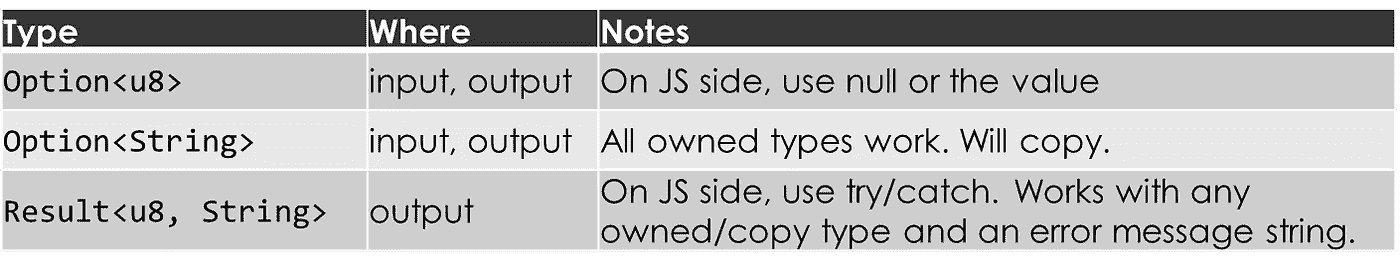 Type Where Notes
Option<u8> input, output On JS side, use null or the value
Option<String> input, output All owned types work. Will copy.
Result<u8, String> output On JS side, use try/catch. Works with any
owned/copy type and an error message string.